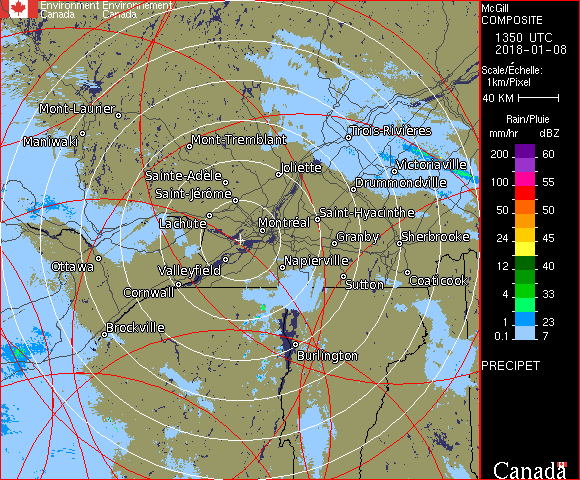 Environment Environnement
Canada Canada
McGill
COMPOSITE
1350 UTC
2018-01-08
Scale/Échelle:
1km/Pixel
40 KM
Rain/Pluie
mm/hr dBZ
200 60
100 55
50 50
24 45
12 40
4 33
1 23
0.1 7
PRECIPET
Canada
Mont-Laurier
Maniwaki
Mont-Tremblant
Trois-Rivières
Joliette
Victoriaville
Sainte-Adèle
Drummondville
Saint-Jérôme
Saint-Hyacinthe
Lachute
Montréal
Granby
Sherbrooke
Ottawa
Valleyfield
Napierville
Sutton
Coaticook
Cornwall
Brockville
Burlington